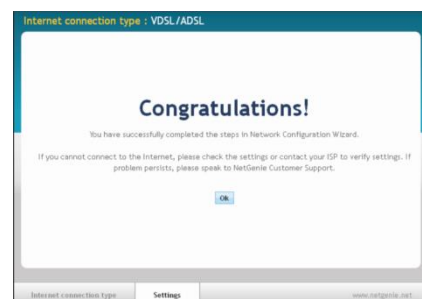 Internet connection type : VDSL/ADSL
Congratulations!
You have successfully completed the steps in Network Configuration Wizard.
If you cannot connect to the Internet, please check the settings or contact your ISP to verify settings. If
problem persists, please speak to NetGenie Customer Support.
Ok
Internet connection type
Settings
www.netgenie.net